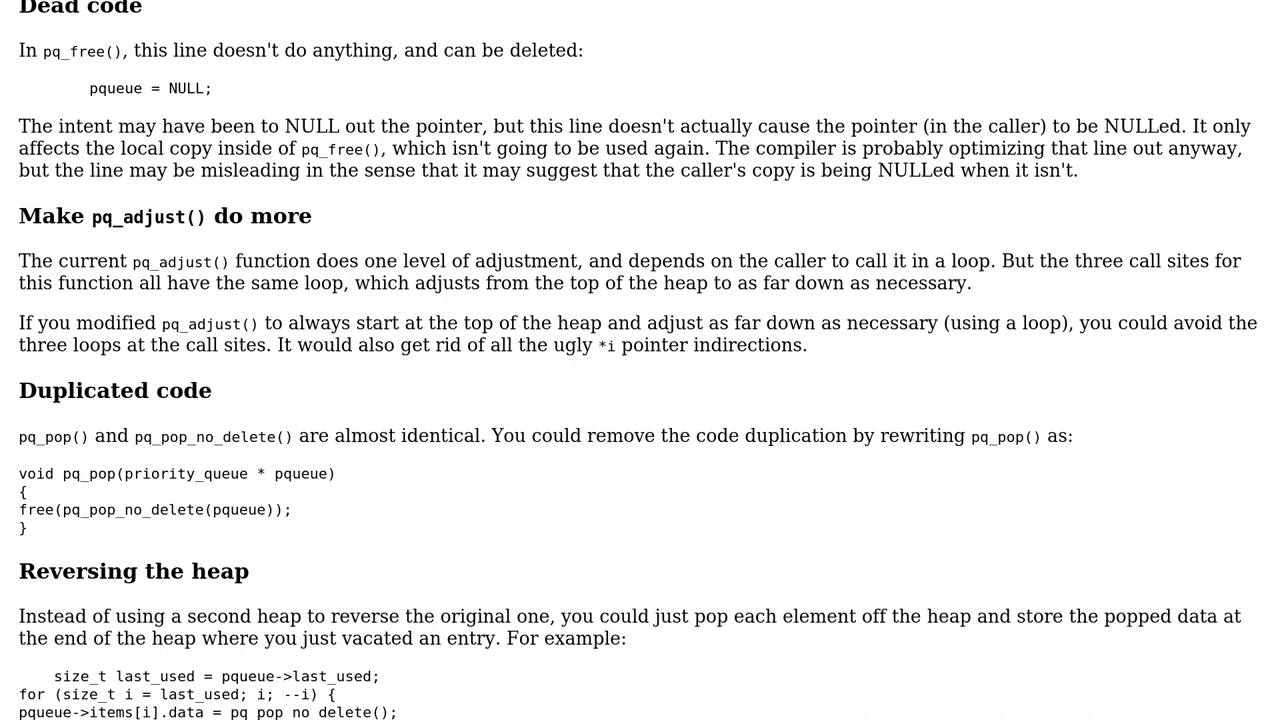 Dead code
In pq_free(), this line doesn't do anything, and can be deleted:
pqueue = NULL;
The intent may have been to NULL out the pointer, but this line doesn't actually cause the pointer (in the caller) to be NULLed. It only
affects the local copy inside of pq_free(), which isn't going to be used again. The compiler is probably optimizing that line out anyway,
but the line may be misleading in the sense that it may suggest that the caller's copy is being NULLed when it isn't.
Make pq_adjust() do more
The current pq_adjust() function does one level of adjustment, and depends on the caller to call it in a loop. But the three call sites for
this function all have the same loop, which adjusts from the top of the heap to as far down as necessary.
If you modified pq_adjust() to always start at the top of the heap and adjust as far down as necessary (using a loop), you could avoid the
three loops at the call sites. It would also get rid of all the ugly *i pointer indirections.
Duplicated code
pq_pop() and pq_pop_no_delete() are almost identical. You could remove the code duplication by rewriting pq_pop() as:
void pq_pop(priority_queue * pqueue)
{
free(pq_pop_no_delete(pqueue));
}
Reversing the heap
Instead of using a second heap to reverse the original one, you could just pop each element off the heap and store the popped data at
the end of the heap where you just vacated an entry. For example:
size_t last_used = pqueue->last_used;
for (size_t i = last_used; i; --i) {
pqueue->items[i].data = pq_pop_no_delete();